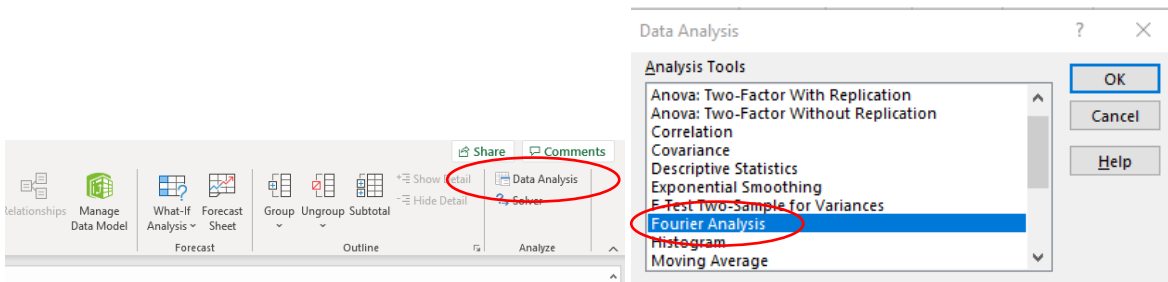 Share Comments
Relationships
Manage
Data Model
What-If
Analysis
Forecast
Sheet
Forecast
Group Ungroup Subtotal
Show Detail
Hide Detail
Outline
Data Analysis
Solver
Analyze
Data Analysis ?
Analysis Tools
Anova: Two-Factor With Replication
Anova: Two-Factor Without Replication
Correlation
Covariance
Descriptive Statistics
Exponential Smoothing
F-Test Two-Sample for Variances
Fourier Analysis
Histogram
Moving Average
OK
Cancel
Help